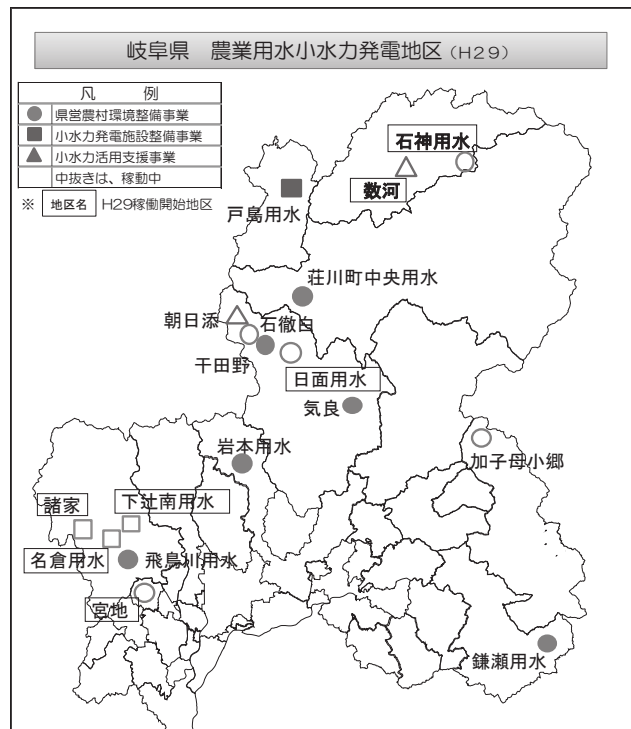 岐阜県 農業用水小水力発電地区（H29）
凡 例
県営農村環境整備事業
小水力発電施設整備事業
小水力活用支援事業
中抜きは、稼動中
※ 地区名 H29稼働開始地区
石神用水
数河
戸島用水
荘川町中央用水
朝日添
石徹白
干田野
日面用水
気良
岩本用水
加子母小郷
諸家
下辻南用水
名倉用水
飛鳥川用水
宮地
鎌瀬用水